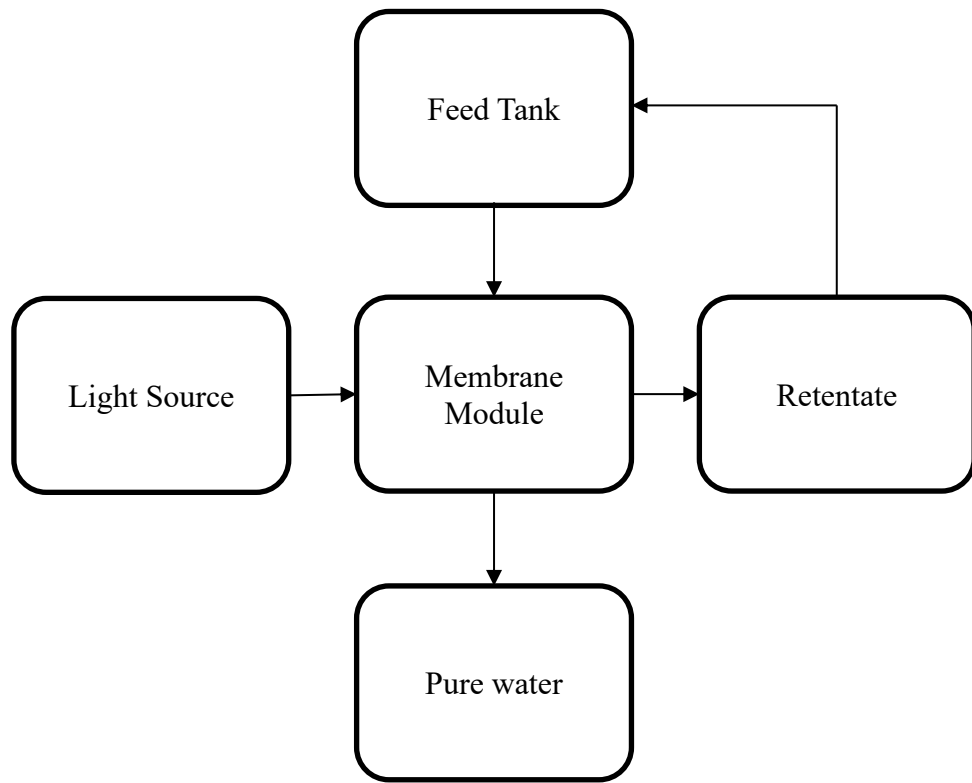 Feed Tank
Light Source
Membrane
Module
Retentate
Pure water